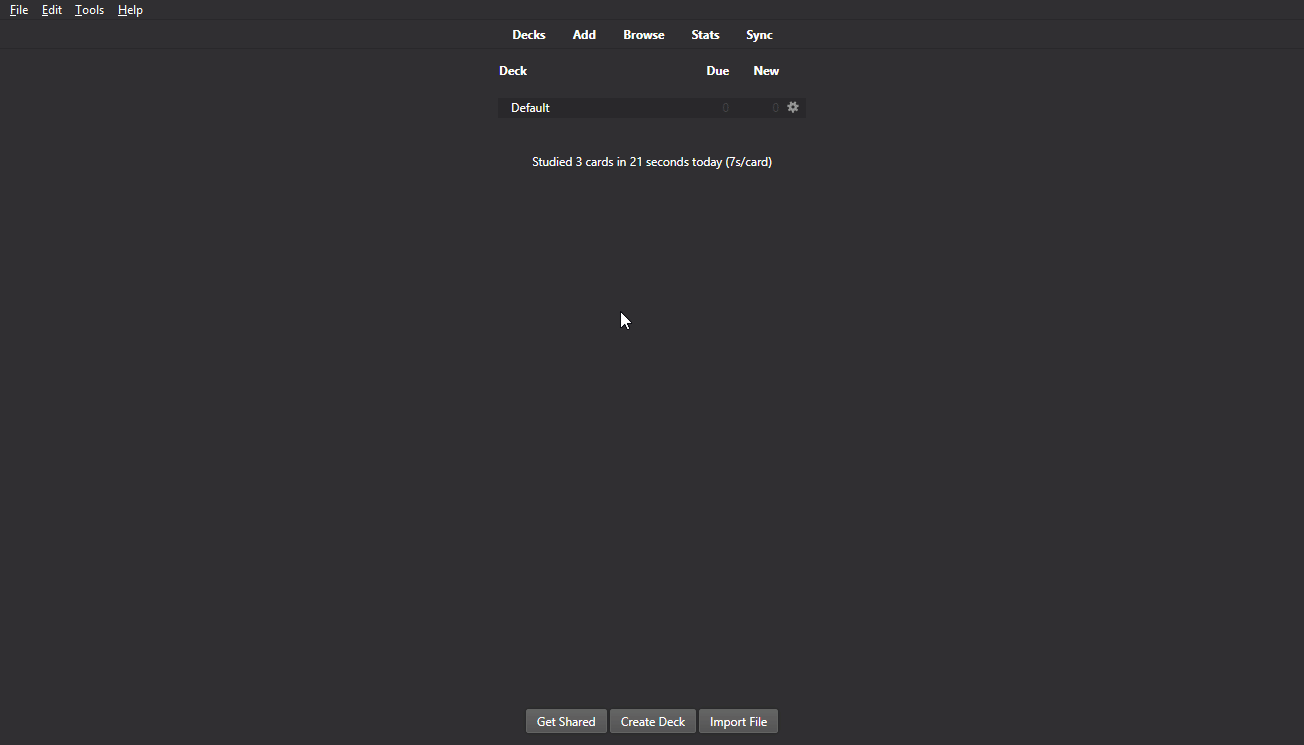 File Edit Tools Help
Decks Add Browse Stats Sync
Deck Due New
Default 0 0
Studied 3 cards in 21 seconds today (7s/card)
Get Shared Create Deck Import File